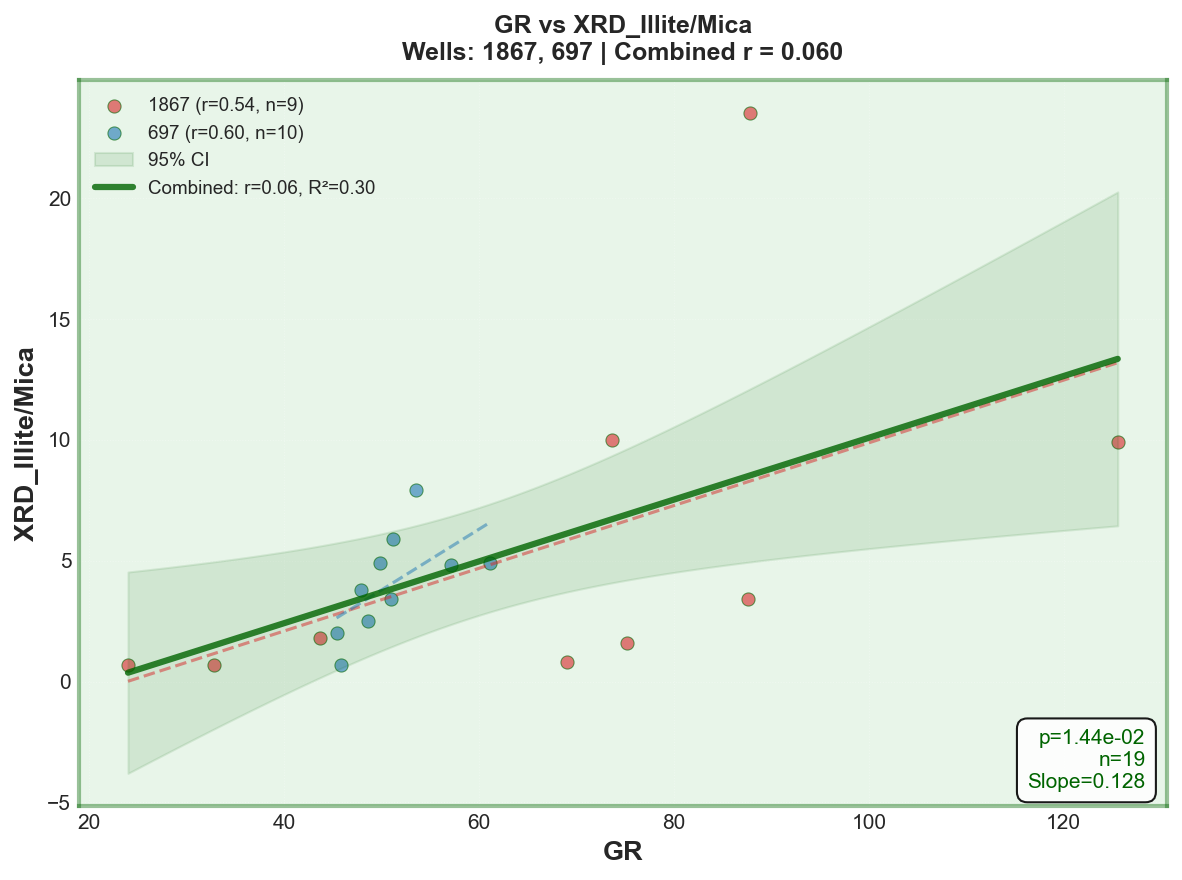 GR vs XRD_Illite/Mica
Wells: 1867, 697 | Combined r = 0.060
1867 (r=0.54, n=9)
697 (r=0.60, n=10)
95% CI
Combined: r=0.06, R²=0.30
XRD_Illite/Mica
20
15
10
5
0
−5
p=1.44e-02
n=19
Slope=0.128
20 40 60 80 100 120
GR